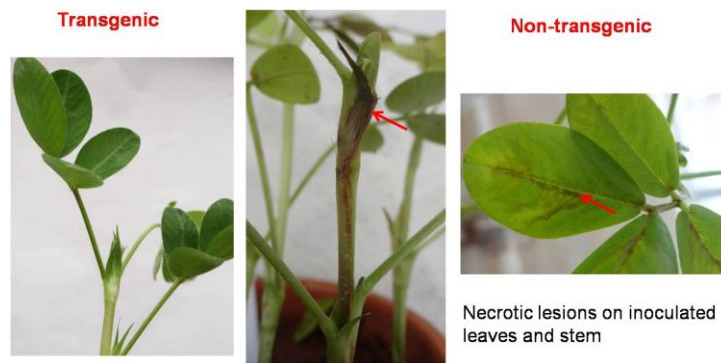 Transgenic
Non-transgenic
Necrotic lesions on inoculated
leaves and stem